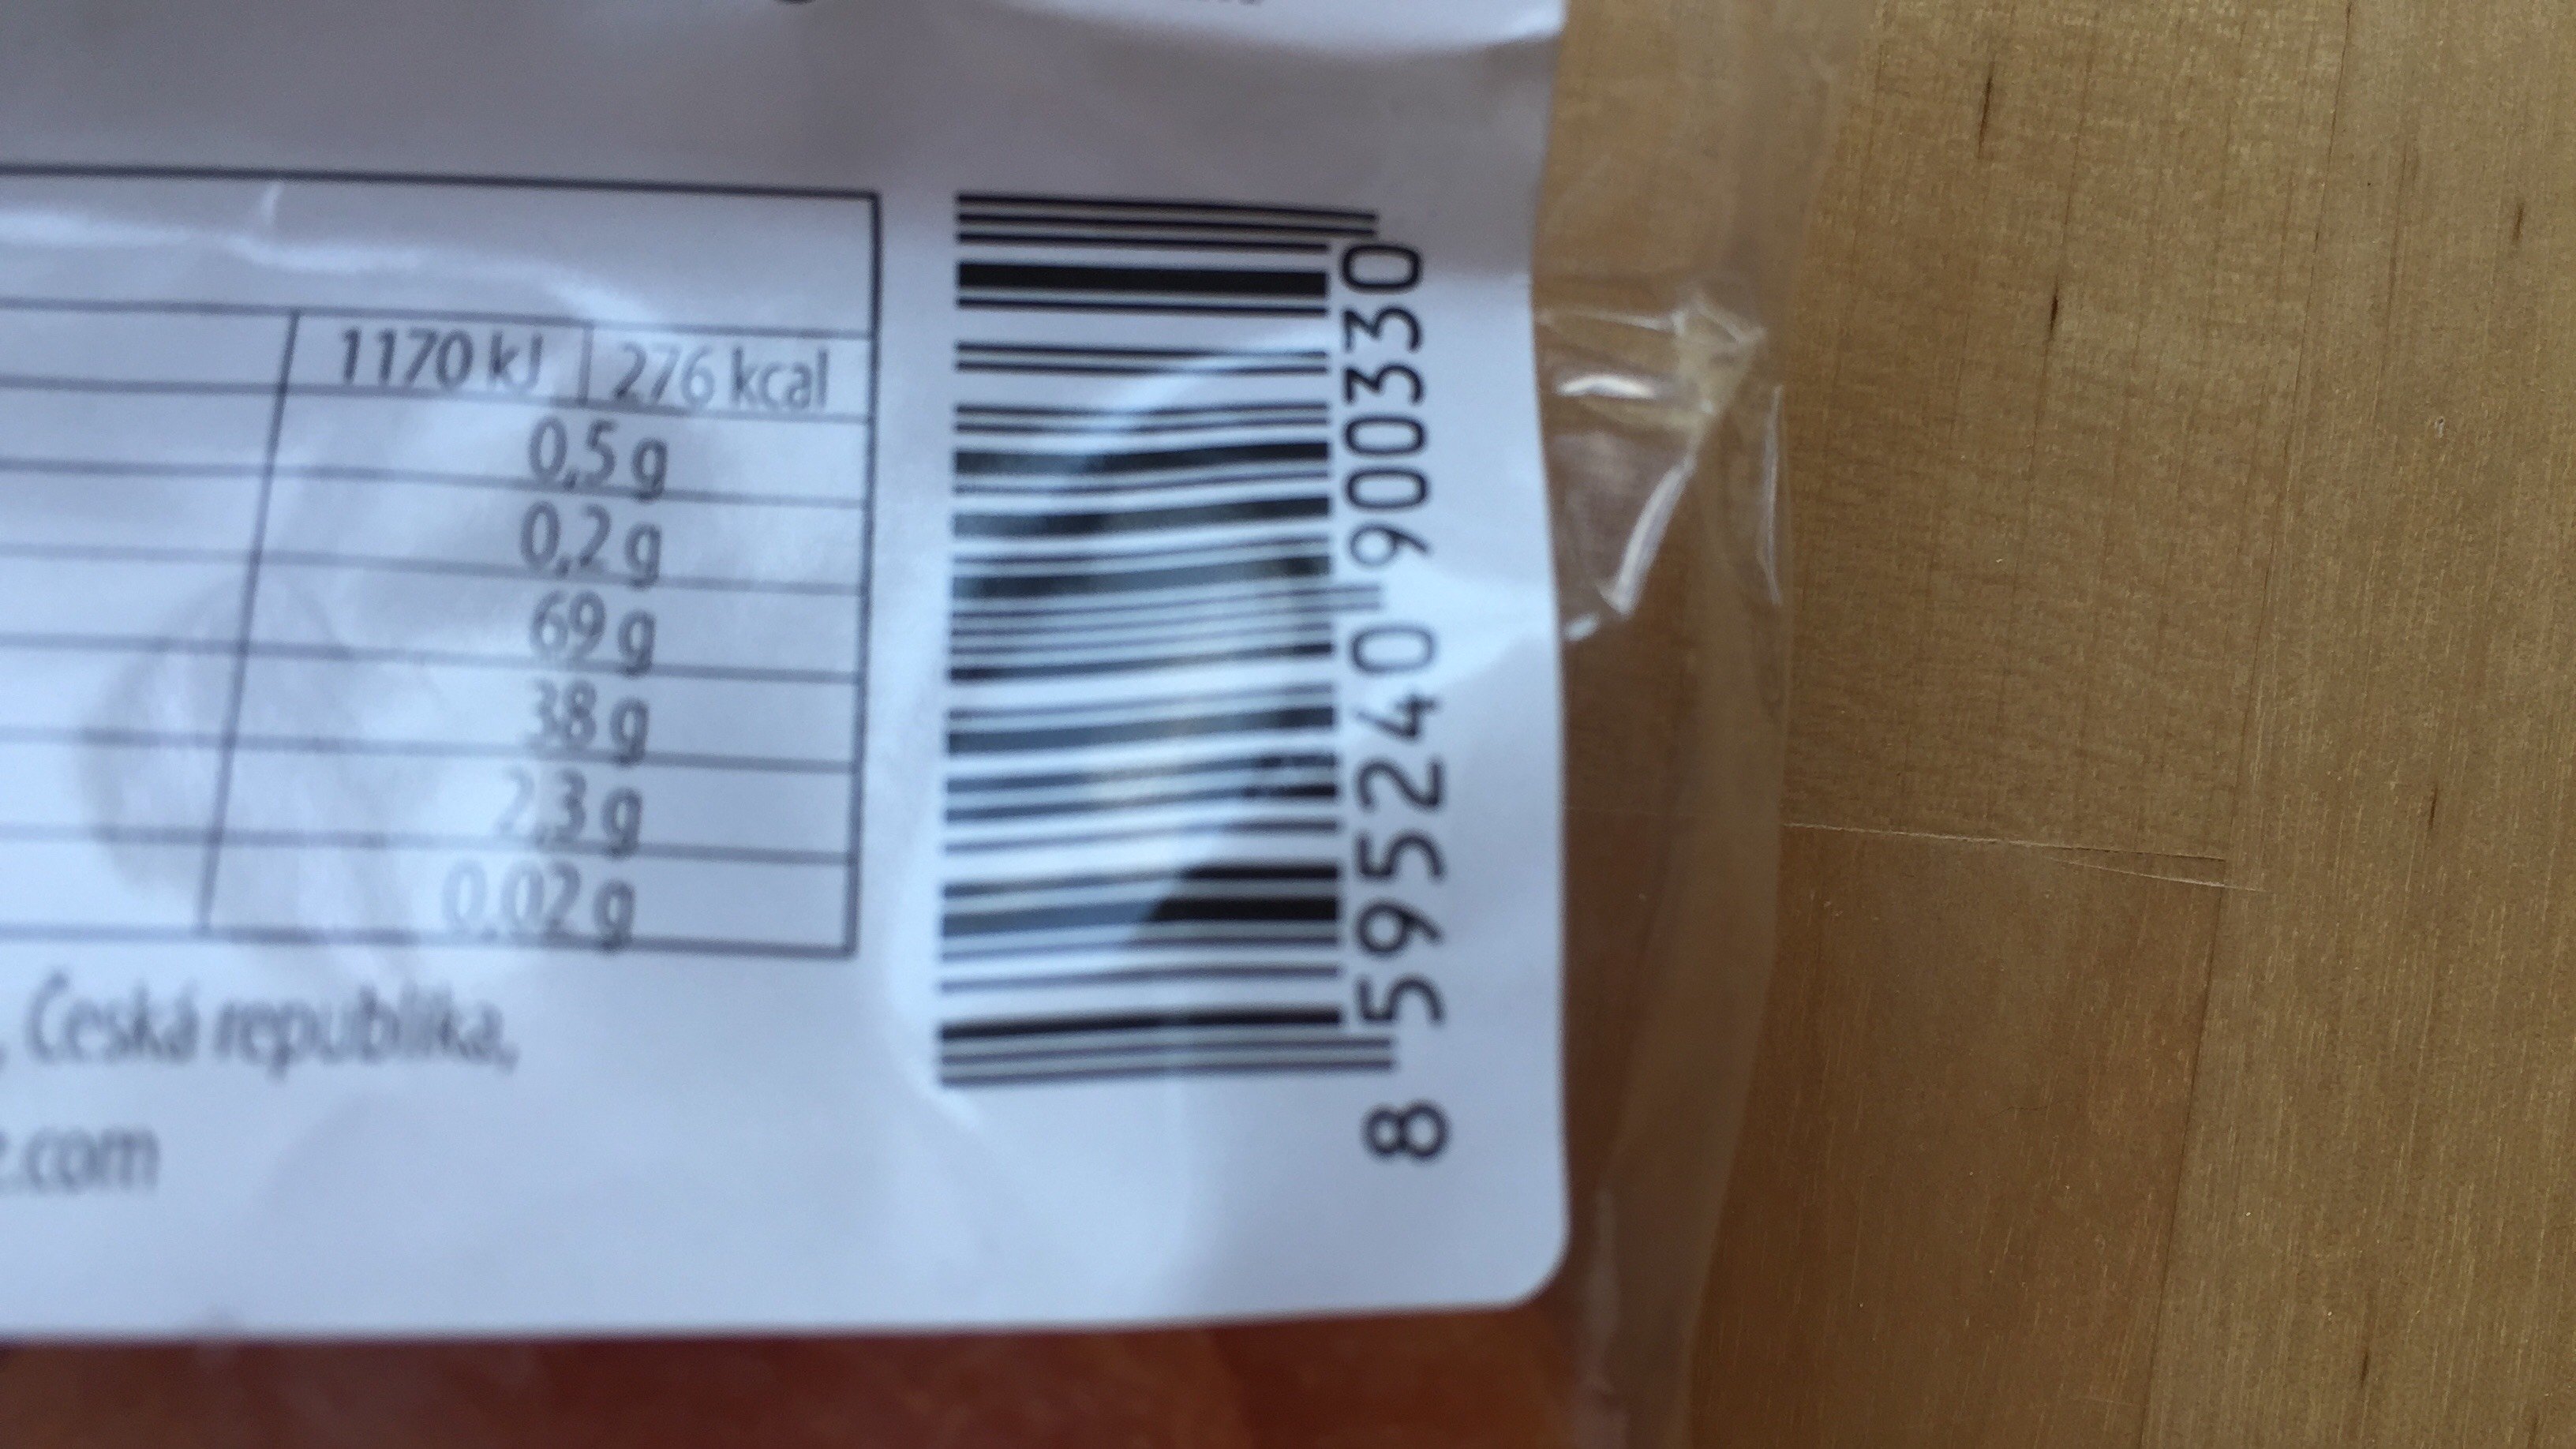 1170 kJ 276 kcal
0,5 g
0,2 g
69 g
38 g
2,3 g
0,02 g
, Česká republika,
.com
8 595240 900330